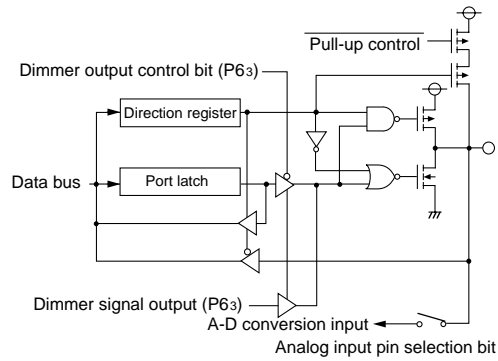 Pull-up control
Dimmer output control bit (P6₃)
Direction register
Data bus
Port latch
Dimmer signal output (P6₃)
A-D conversion input
Analog input pin selection bit